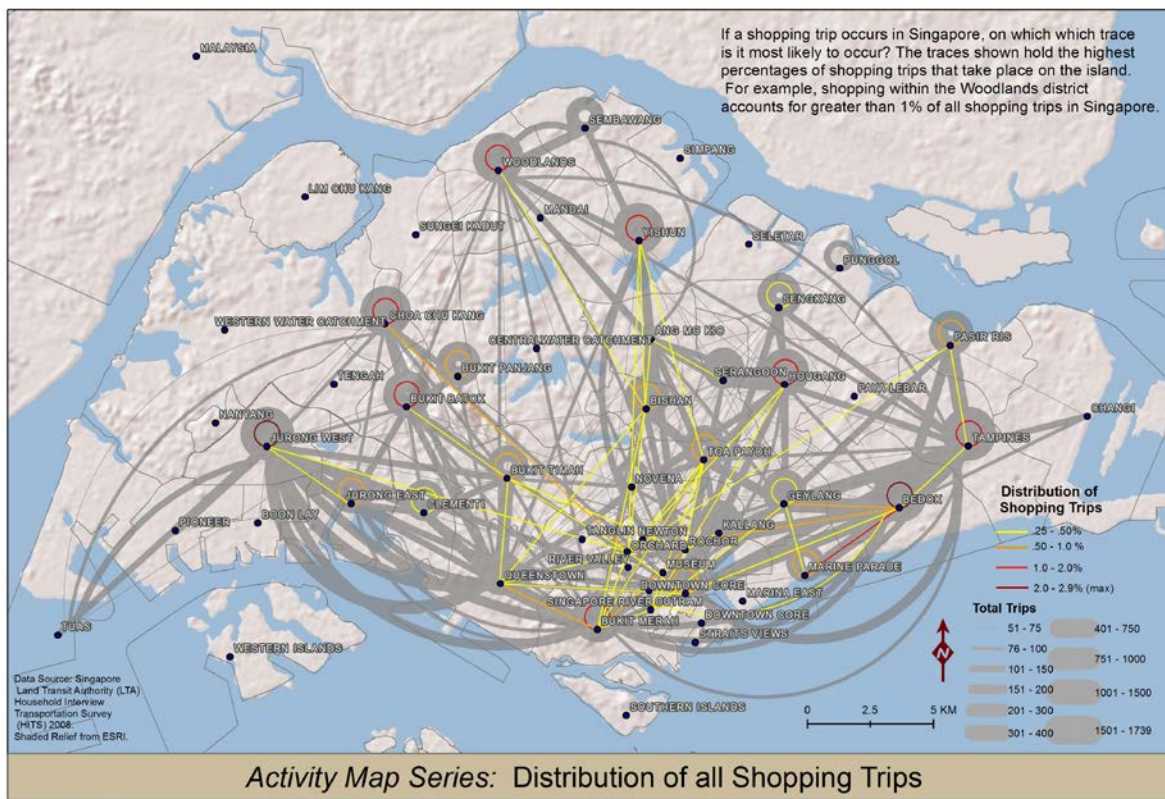 If a shopping trip occurs in Singapore, on which which trace
is it most likely to occur? The traces shown hold the highest
percentages of shopping trips that take place on the island.
For example, shopping within the Woodlands district
accounts for greater than 1% of all shopping trips in Singapore.
MALAYSIA
SEMBAWANG
WOODLANDS
SIMPANG
LIM CHU KANG
MANDAI
SUNGEI KADUT
YISHUN
SELETAR
PUNGGOL
SENGKANG
WESTERN WATER CATCHMENT
CHOA CHU KANG
CENTRALWATER CATCHMENT
ANG MO KIO
PASIR RIS
BUKIT PANJANG
TENGAH
SERANGOON
HOUGANG
PAYA LEBAR
BUKIT BATOK
BISHAN
NANYANG
CHANGI
JURONG WEST
TAMPINES
TOA PAYOH
BUKIT TIMAH
NOVENA
JURONG EAST
CLEMENTI
GEYLANG
BEDOK
PIONEER
BOON LAY
TANGLIN
NEWTON
KALLANG
ORCHARD
ROCHOR
RIVER VALLEY
MUSEUM
MARINE PARADE
QUEENSTOWN
DOWNTOWN CORE
MARINA EAST
SINGAPORE RIVER
OUTRAM
BUKIT MERAH
DOWNTOWN CORE
STRAITS VIEWS
TUAS
WESTERN ISLANDS
SOUTHERN ISLANDS
Distribution of
Shopping Trips
.25 - .50%
.50 - 1.0 %
1.0 - 2.0%
2.0 - 2.9% (max)
Total Trips
51 - 75
76 - 100
101 - 150
151 - 200
201 - 300
301 - 400
401 - 750
751 - 1000
1001 - 1500
1501 - 1739
N
0 2.5 5 KM
Data Source: Singapore
Land Transit Authority (LTA)
Household Interview
Transportation Survey
(HITS) 2008.
Shaded Relief from ESRI.
Activity Map Series: Distribution of all Shopping Trips